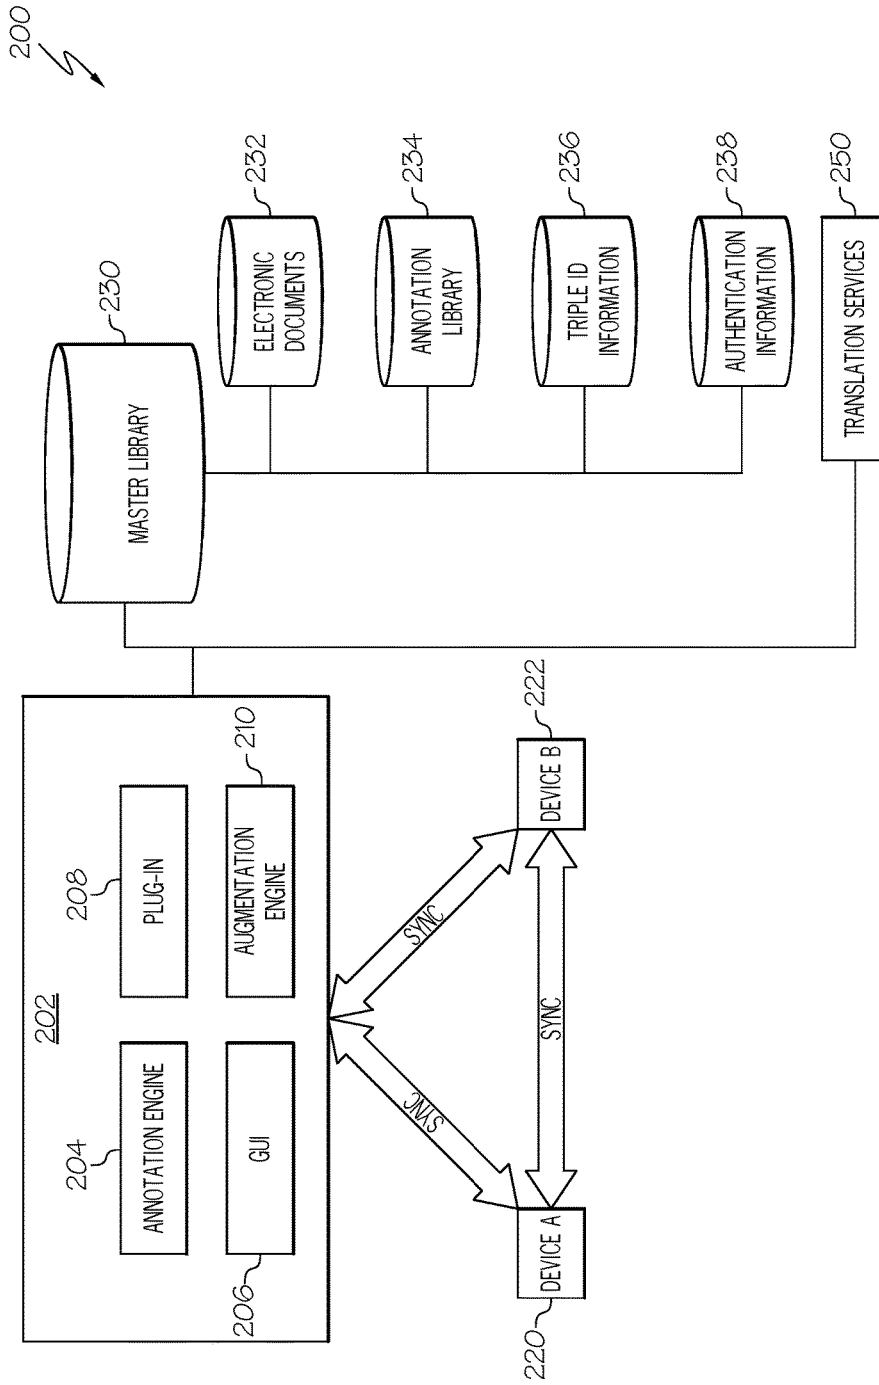 200
202
204
ANNOTATION ENGINE
208
PLUG-IN
206
GUI
210
AUGMENTATION
ENGINE
SYNC
SYNC
SYNC
220
DEVICE A
222
DEVICE B
230
MASTER LIBRARY
232
ELECTRONIC
DOCUMENTS
234
ANNOTATION
LIBRARY
236
TRIPLE ID
INFORMATION
238
AUTHENTICATION
INFORMATION
250
TRANSLATION SERVICES